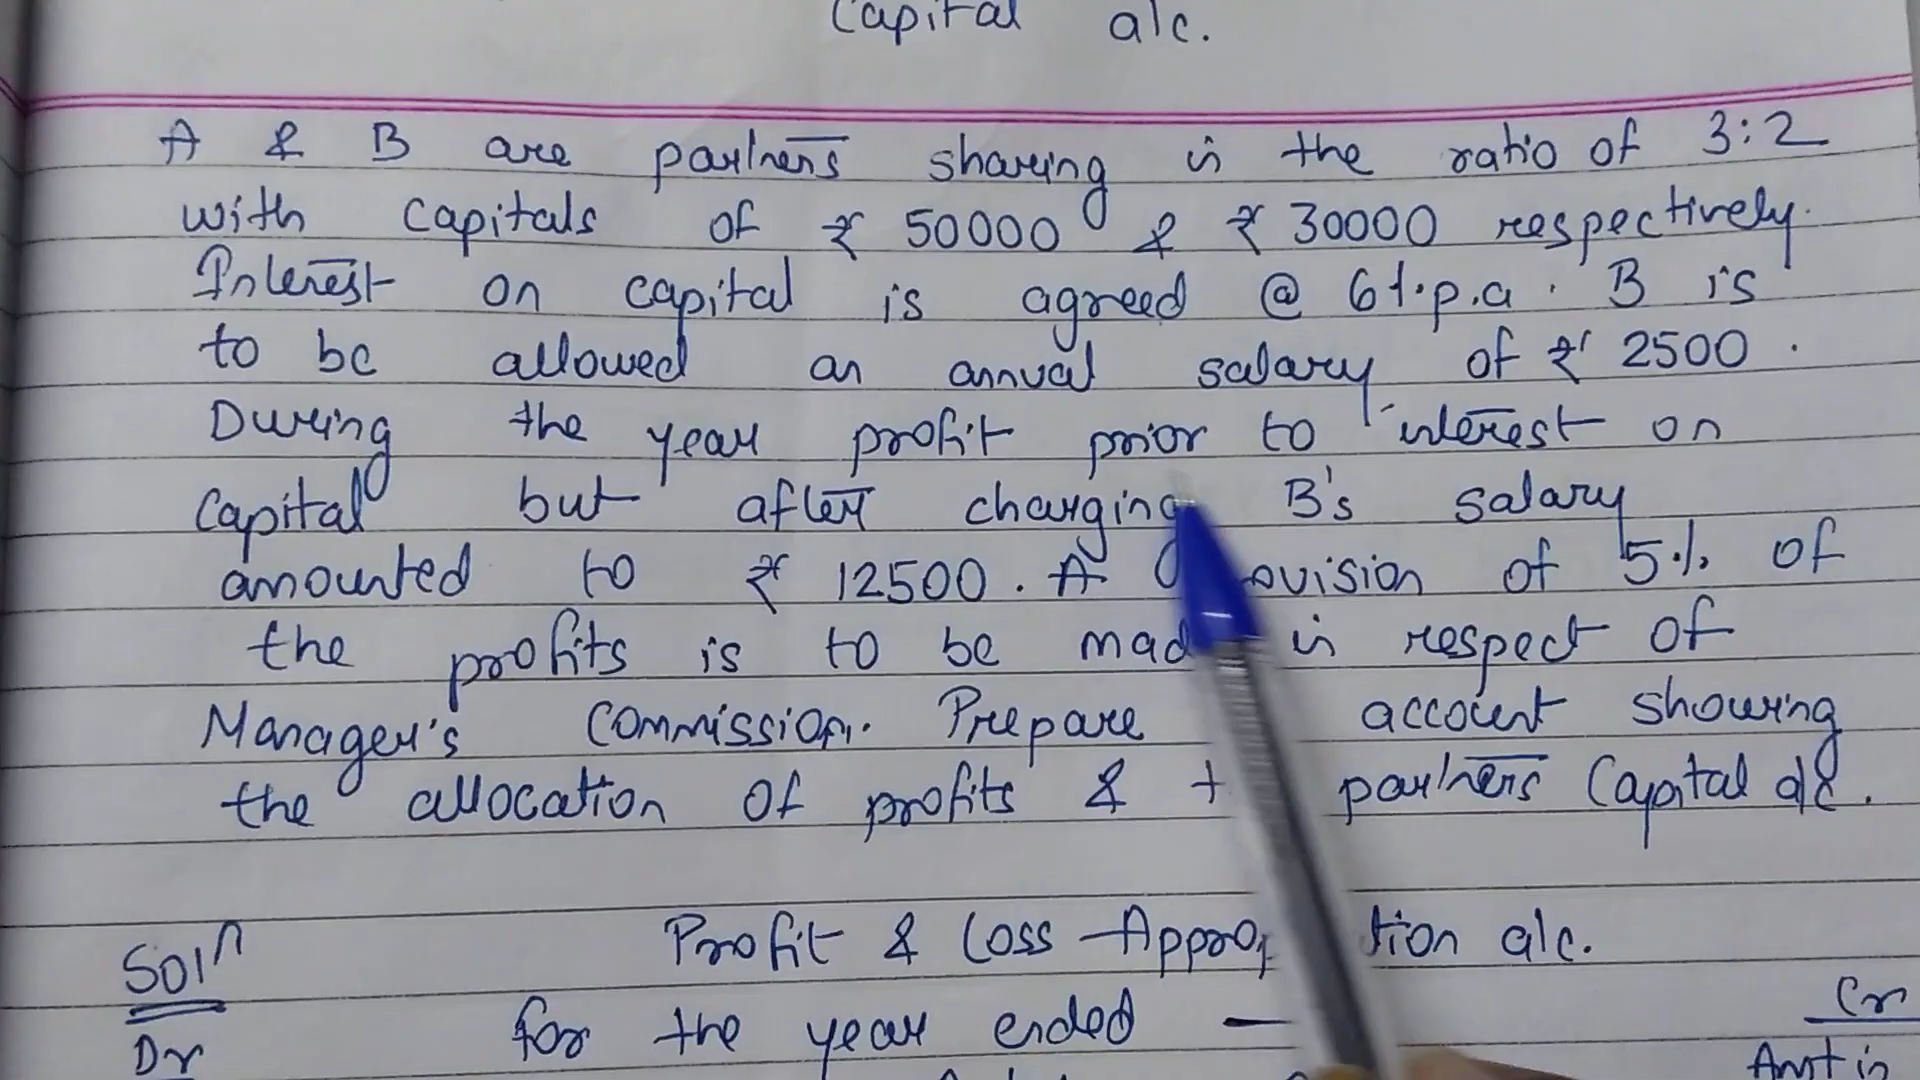 Capital a/c.
A & B are partners sharing in the ratio of 3:2
with capitals of ₹ 50000 & ₹ 30000 respectively.
Interest on capital is agreed @ 6%.p.a. B is
to be allowed an annual salary of ₹ 2500.
During the year profit prior to interest on
Capital but after charging B's salary
amounted to ₹ 12500. A ovision of 5% of
the profits is to be mad in respect of
Manager's Commission. Prepare account showing
the allocation of profits & t partners Capital a/c.
Soln Profit & Loss Approp tion a/c.
for the year ended —
Dr Cr
Amt in